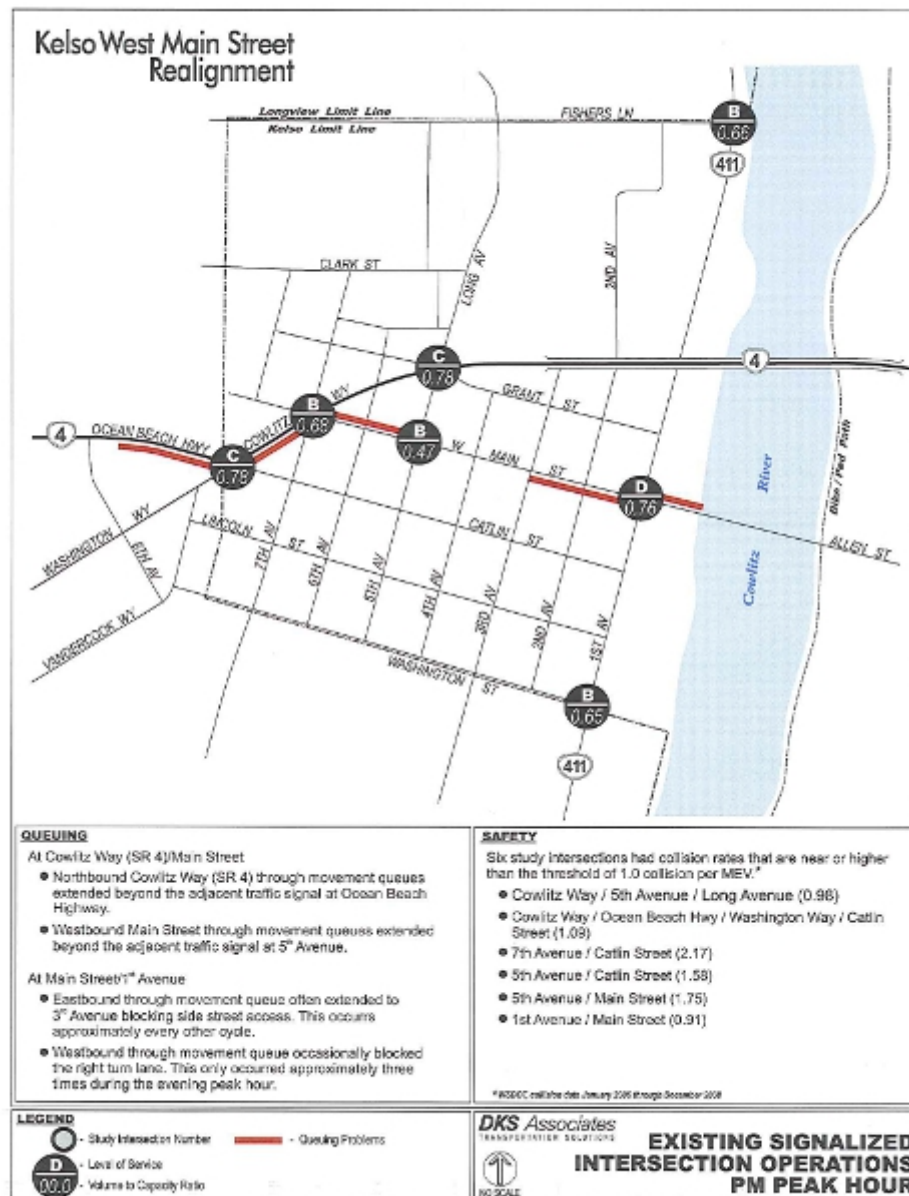 Kelso West Main Street
Realignment
Longview Limit Line
Kelso Limit Line
FISHERS LN
B
0.66
411
CLARK ST
LONG AV
2ND AV
C
0.78
4
GRANT ST
B
0.68
COWLITZ WY
OCEAN BEACH HWY
4
B
0.47
W MAIN ST
C
0.78
D
0.76
River
Cowlitz
Bike / Ped Path
ALLEN ST
WASHINGTON WY
6TH AV
LINCOLN ST
CATLIN ST
7TH AV
6TH AV
5TH AV
4TH AV
3RD AV
2ND AV
1ST AV
VANDERCOOK WY
WASHINGTON ST
B
0.65
411
QUEUING
At Cowlitz Way (SR 4)/Main Street
● Northbound Cowlitz Way (SR 4) through movement queues
extended beyond the adjacent traffic signal at Ocean Beach
Highway.
● Westbound Main Street through movement queues extended
beyond the adjacent traffic signal at 5th Avenue.
At Main Street/1st Avenue
● Eastbound through movement queue often extended to
3rd Avenue blocking side street access. This occurrs
approximately every other cycle.
● Westbound through movement queue occasionally blocked
the right turn lane. This only occurred approximately three
times during the evening peak hour.
SAFETY
Six study intersections had collision rates that are near or higher
than the threshold of 1.0 collision per MEV.*
● Cowlitz Way / 5th Avenue / Long Avenue (0.98)
● Cowlitz Way / Ocean Beach Hwy / Washington Way / Catlin
Street (1.09)
● 7th Avenue / Catlin Street (2.17)
● 5th Avenue / Catlin Street (1.58)
● 5th Avenue / Main Street (1.75)
● 1st Avenue / Main Street (0.91)
* WSDOT collision data January 2006 through December 2008
LEGEND
- Study Intersection Number
- Queuing Problems
D
00.0
- Level of Service
- Volume to Capacity Ratio
DKS Associates
TRANSPORTATION SOLUTIONS
NO SCALE
EXISTING SIGNALIZED
INTERSECTION OPERATIONS
PM PEAK HOUR